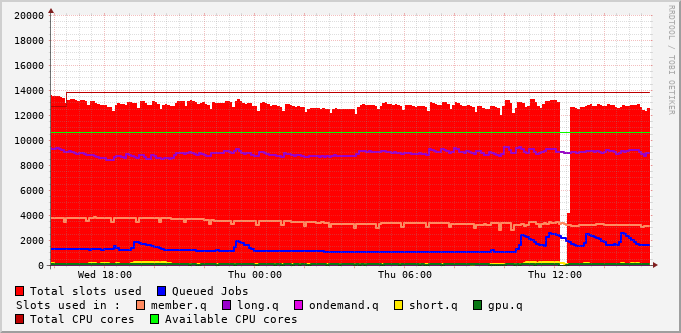 20000
18000
16000
14000
12000
10000
8000
6000
4000
2000
0
Wed 18:00 Thu 00:00 Thu 06:00 Thu 12:00
RRDTOOL / TOBI OETIKER
Total slots used Queued Jobs
Slots used in : member.q long.q ondemand.q short.q gpu.q
Total CPU cores Available CPU cores